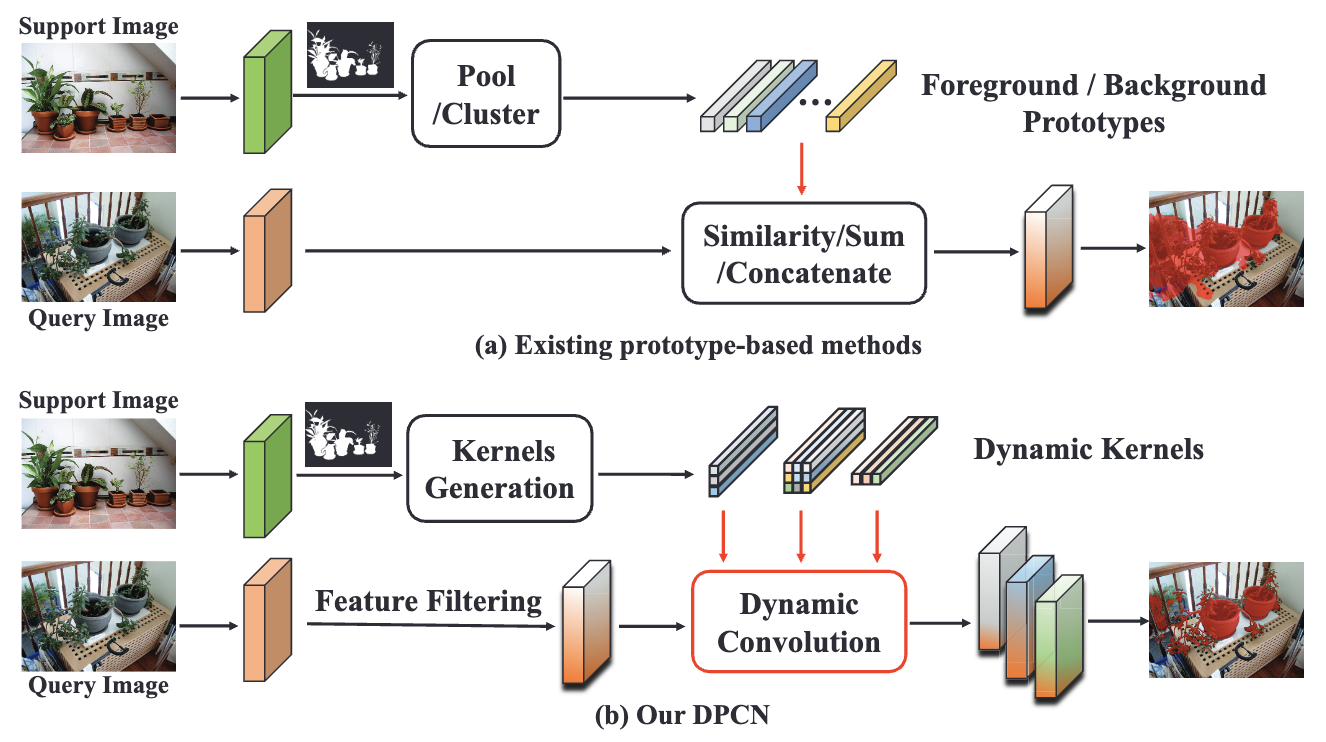 Support Image
Pool
/Cluster
Foreground / Background
Prototypes
Similarity/Sum
/Concatenate
Query Image
(a) Existing prototype-based methods
Support Image
Kernels
Generation
Dynamic Kernels
Feature Filtering
Dynamic
Convolution
Query Image
(b) Our DPCN